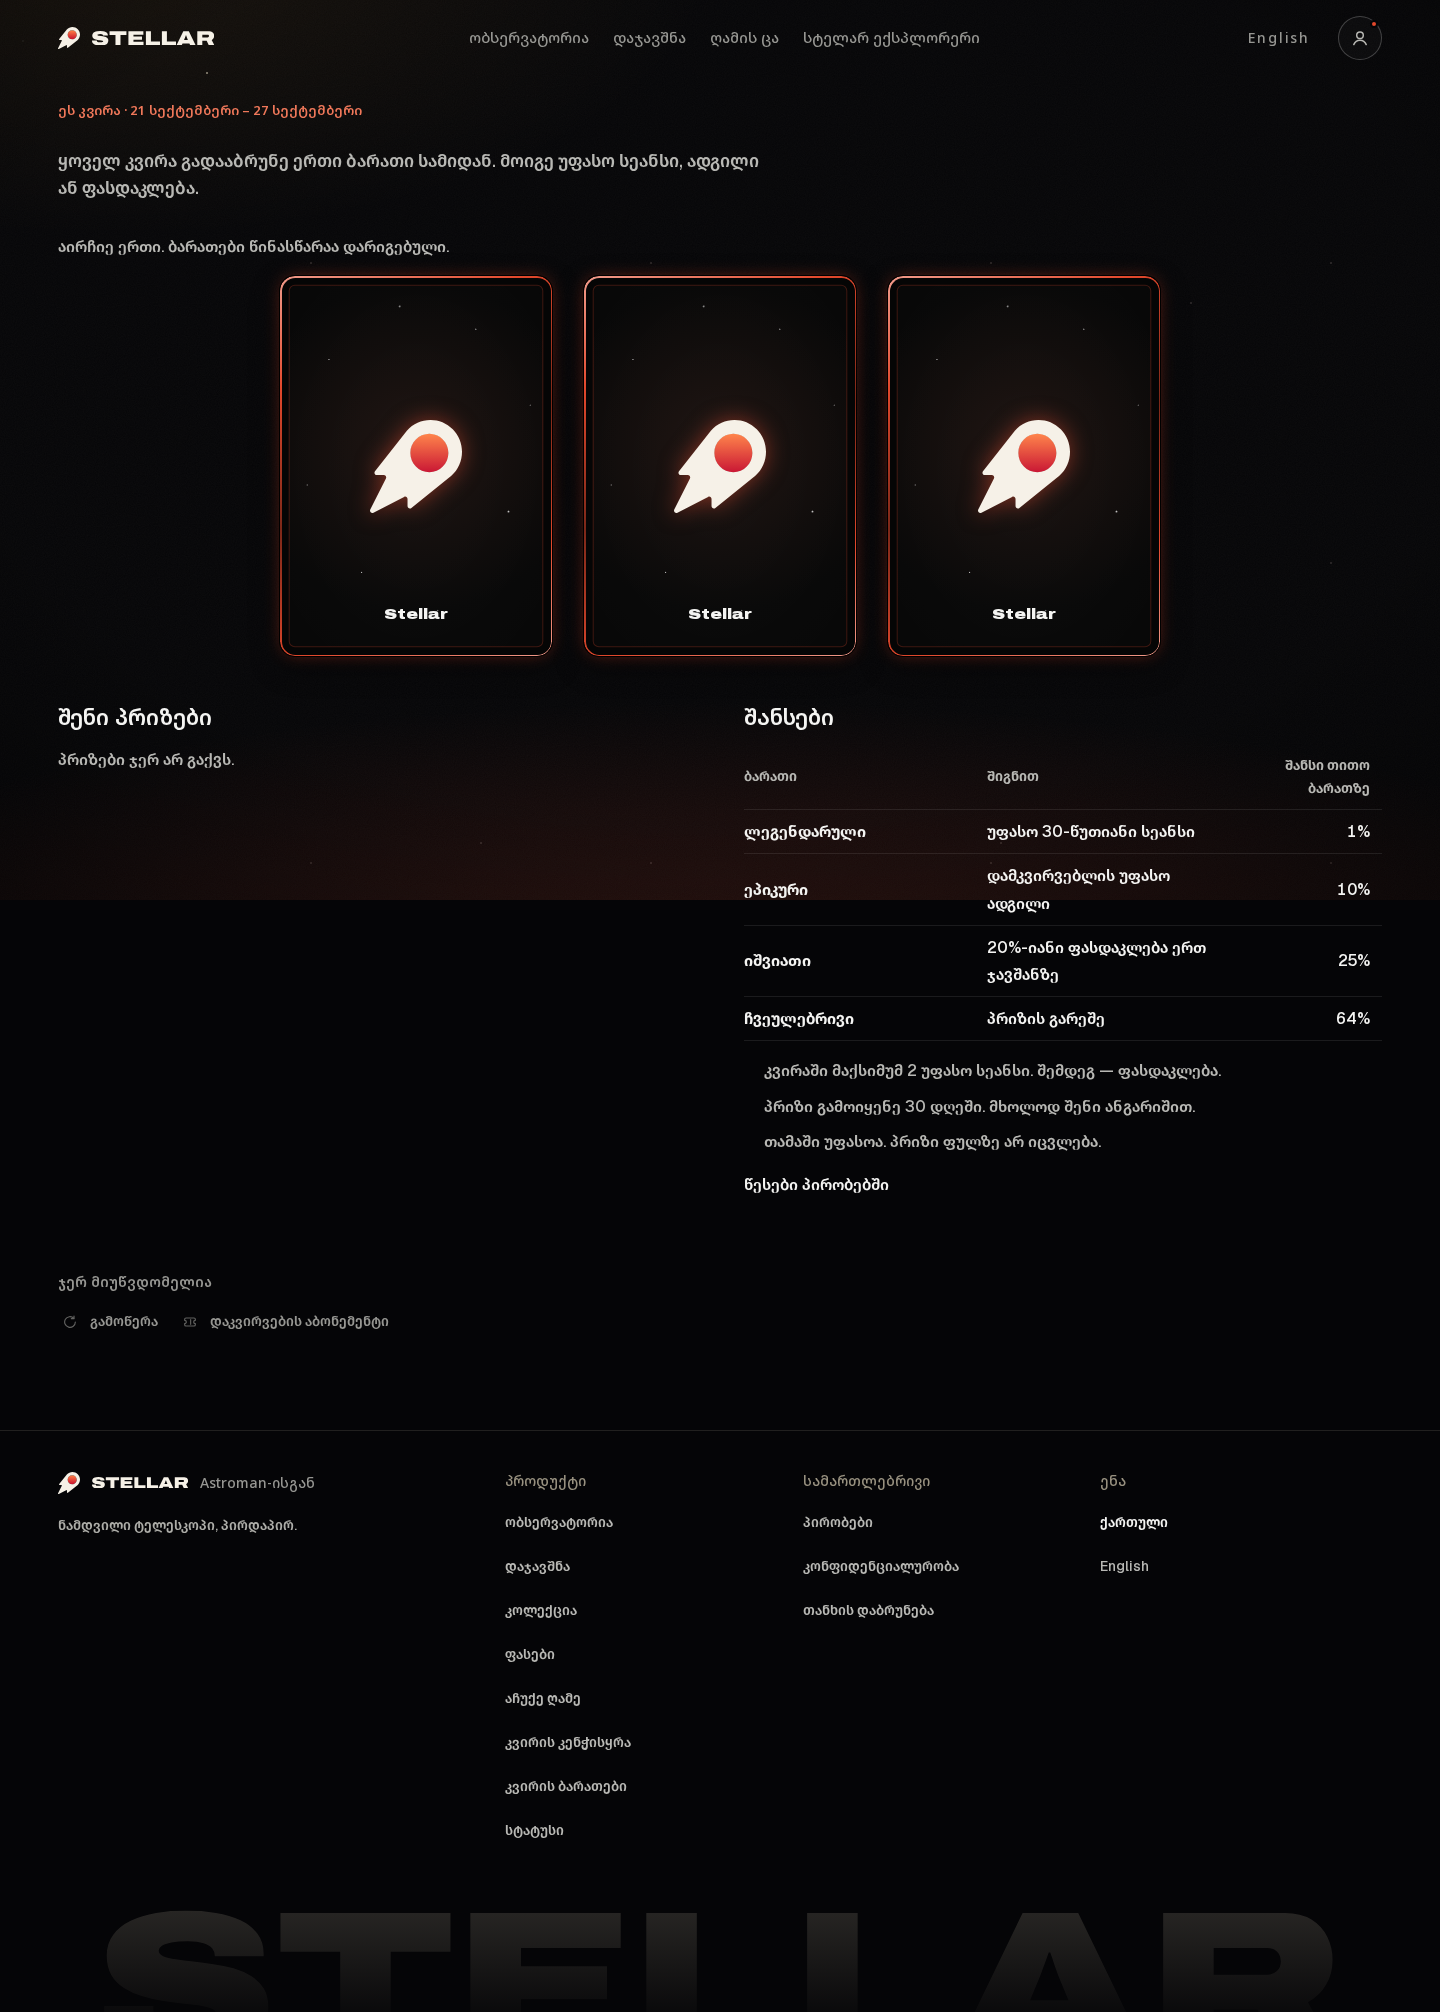 STELLAR
ობსერვატორია დაჯავშნა ღამის ცა სტელარ ექსპლორერი
English
ეს კვირა · 21 სექტემბერი – 27 სექტემბერი
ყოველ კვირა გადააბრუნე ერთი ბარათი სამიდან. მოიგე უფასო სეანსი, ადგილი
ან ფასდაკლება.
აირჩიე ერთი. ბარათები წინასწარაა დარიგებული.
Stellar
Stellar
Stellar
შენი პრიზები
პრიზები ჯერ არ გაქვს.
შანსები
ბარათი შიგნით შანსი თითო
ბარათზე
ლეგენდარული უფასო 30-წუთიანი სეანსი 1%
ეპიკური დამკვირვებლის უფასო
ადგილი 10%
იშვიათი 20%-იანი ფასდაკლება ერთ
ჯავშანზე 25%
ჩვეულებრივი პრიზის გარეშე 64%
კვირაში მაქსიმუმ 2 უფასო სეანსი. შემდეგ — ფასდაკლება.
პრიზი გამოიყენე 30 დღეში. მხოლოდ შენი ანგარიშით.
თამაში უფასოა. პრიზი ფულზე არ იცვლება.
წესები პირობებში
ჯერ მიუწვდომელია
გამოწერა დაკვირვების აბონემენტი
STELLAR Astroman-ისგან
ნამდვილი ტელესკოპი, პირდაპირ.
პროდუქტი
ობსერვატორია
დაჯავშნა
კოლექცია
ფასები
აჩუქე ღამე
კვირის კენჭისყრა
კვირის ბარათები
სტატუსი
სამართლებრივი
პირობები
კონფიდენციალურობა
თანხის დაბრუნება
ენა
ქართული
English
STELLAR